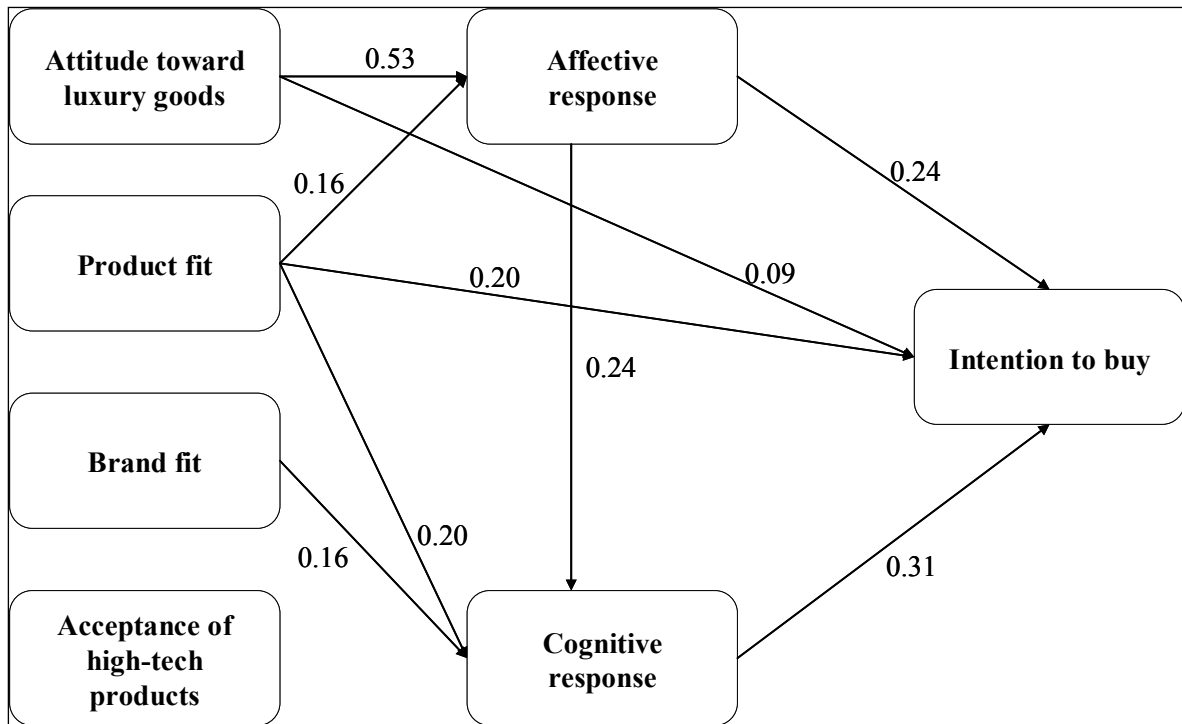 Attitude toward
luxury goods
0.53
Affective
response
0.16
0.24
Product fit
0.20
0.09
Intention to buy
0.24
Brand fit
0.20
0.16
0.31
Acceptance of
high-tech
products
Cognitive
response